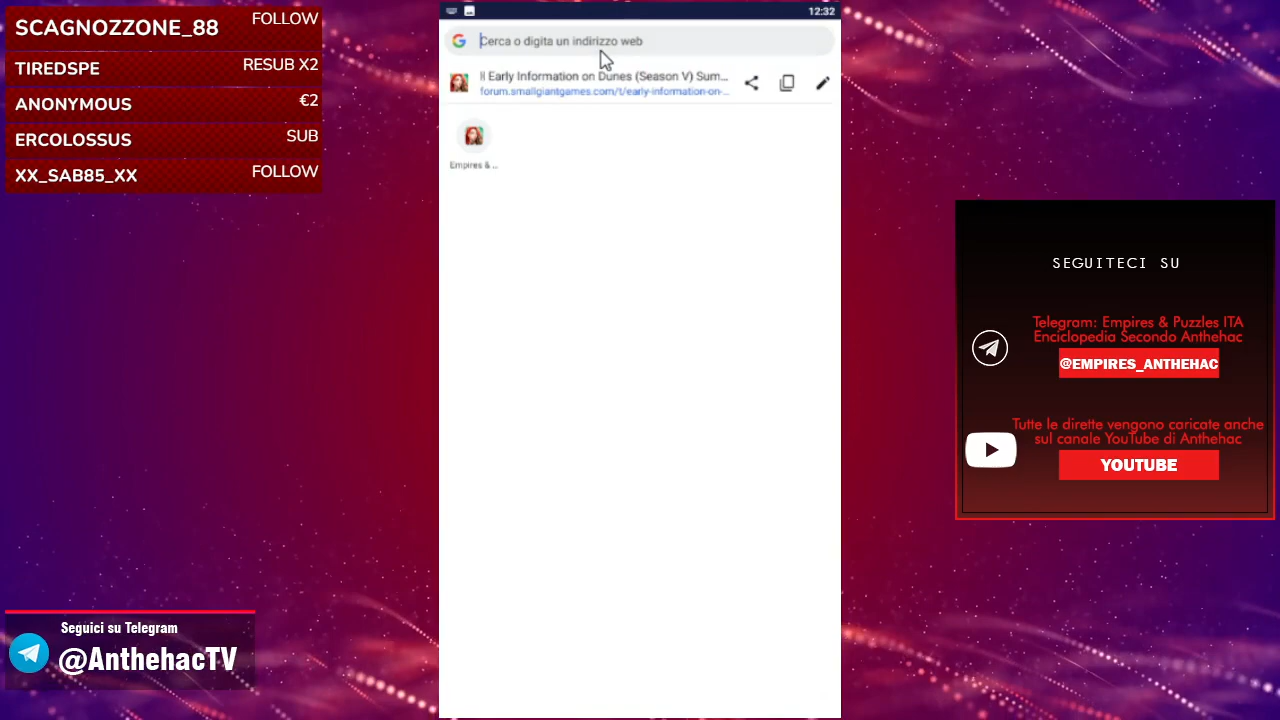 SCAGNOZZONE_88 FOLLOW
TIREDSPE RESUB X2
ANONYMOUS €2
ERCOLOSSUS SUB
XX_SAB85_XX FOLLOW
12:32
Cerca o digita un indirizzo web
Early Information on Dunes (Season V) Sum...
forum.smallgiantgames.com/t/early-information-on-...
Empires & ...
SEGUITECI SU
Telegram: Empires & Puzzles ITA
Enciclopedia Secondo Anthehac
@EMPIRES_ANTHEHAC
Tutte le dirette vengono caricate anche
sul canale YouTube di Anthehac
YOUTUBE
Seguici su Telegram
@AnthehacTV